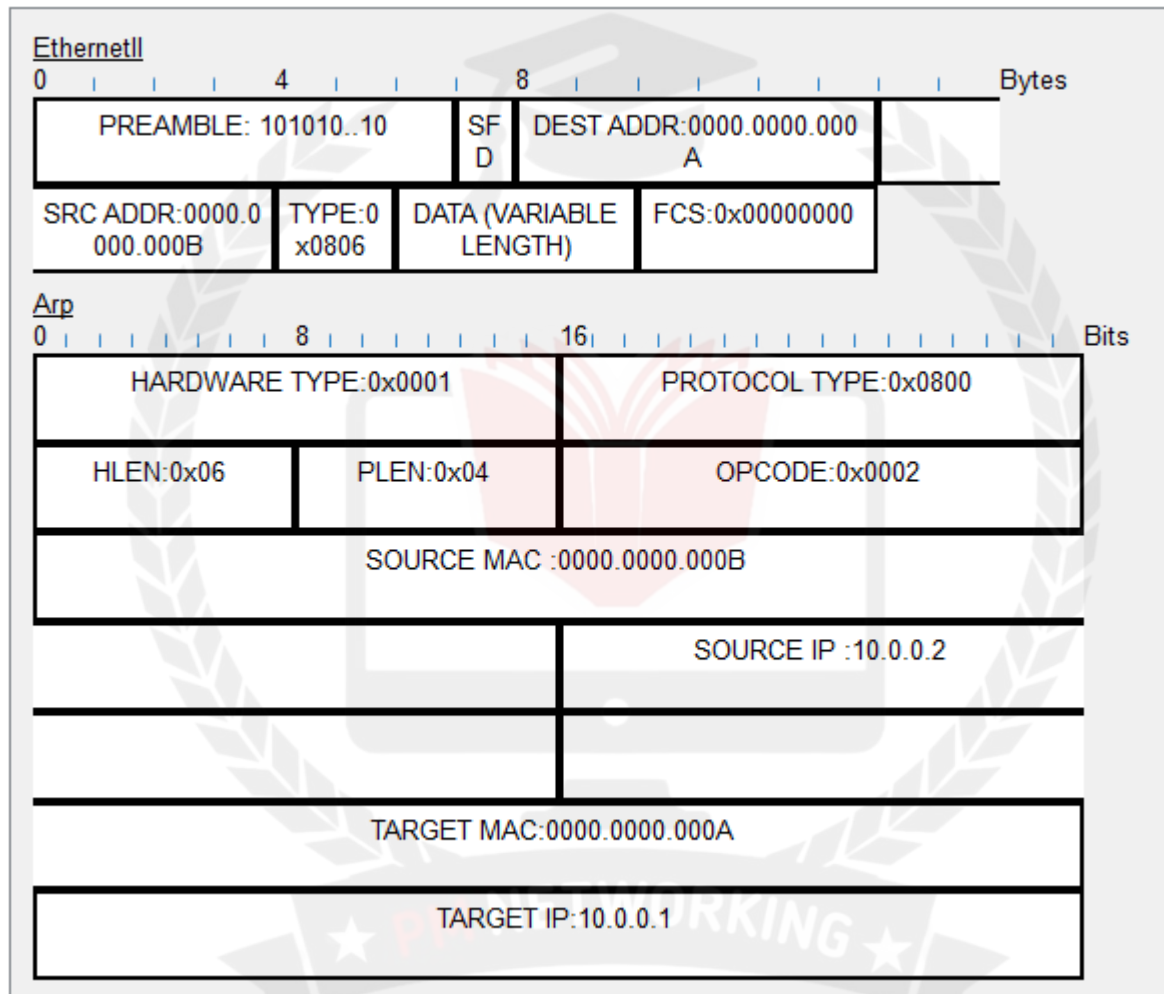 EthernetII
0 4 8 Bytes
PREAMBLE: 101010..10
SF
D
DEST ADDR:0000.0000.000
A
SRC ADDR:0000.0
000.000B
TYPE:0
x0806
DATA (VARIABLE
LENGTH)
FCS:0x00000000
Arp
0 8 16 Bits
HARDWARE TYPE:0x0001
PROTOCOL TYPE:0x0800
HLEN:0x06
PLEN:0x04
OPCODE:0x0002
SOURCE MAC :0000.0000.000B
SOURCE IP :10.0.0.2
TARGET MAC:0000.0000.000A
TARGET IP:10.0.0.1
NETWORKING